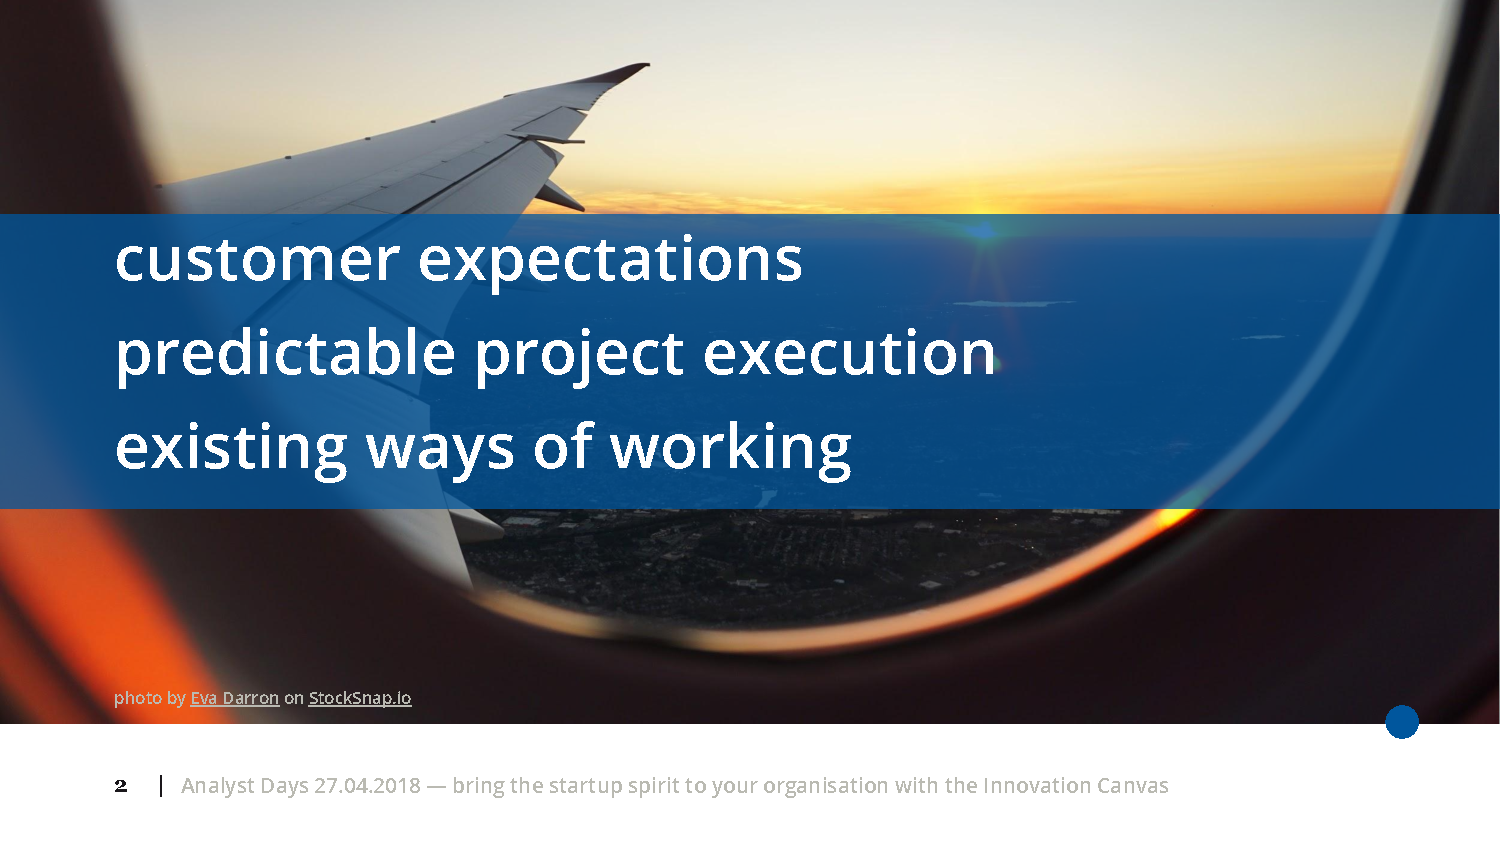 customer expectations
predictable project execution
existing ways of working
photo by Eva Darron on StockSnap.io
2 | Analyst Days 27.04.2018 — bring the startup spirit to your organisation with the Innovation Canvas